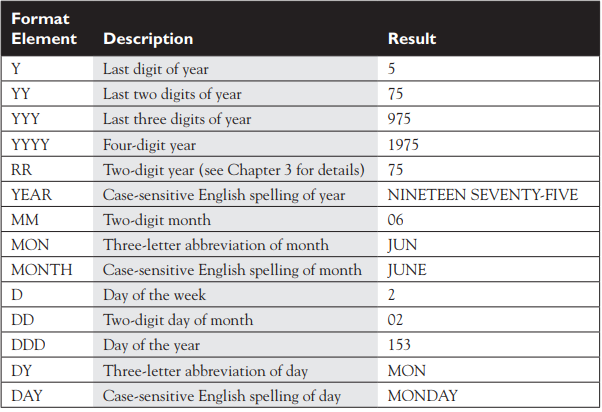 Format
Element Description Result
Y Last digit of year 5
YY Last two digits of year 75
YYY Last three digits of year 975
YYYY Four-digit year 1975
RR Two-digit year (see Chapter 3 for details) 75
YEAR Case-sensitive English spelling of year NINETEEN SEVENTY-FIVE
MM Two-digit month 06
MON Three-letter abbreviation of month JUN
MONTH Case-sensitive English spelling of month JUNE
D Day of the week 2
DD Two-digit day of month 02
DDD Day of the year 153
DY Three-letter abbreviation of day MON
DAY Case-sensitive English spelling of day MONDAY